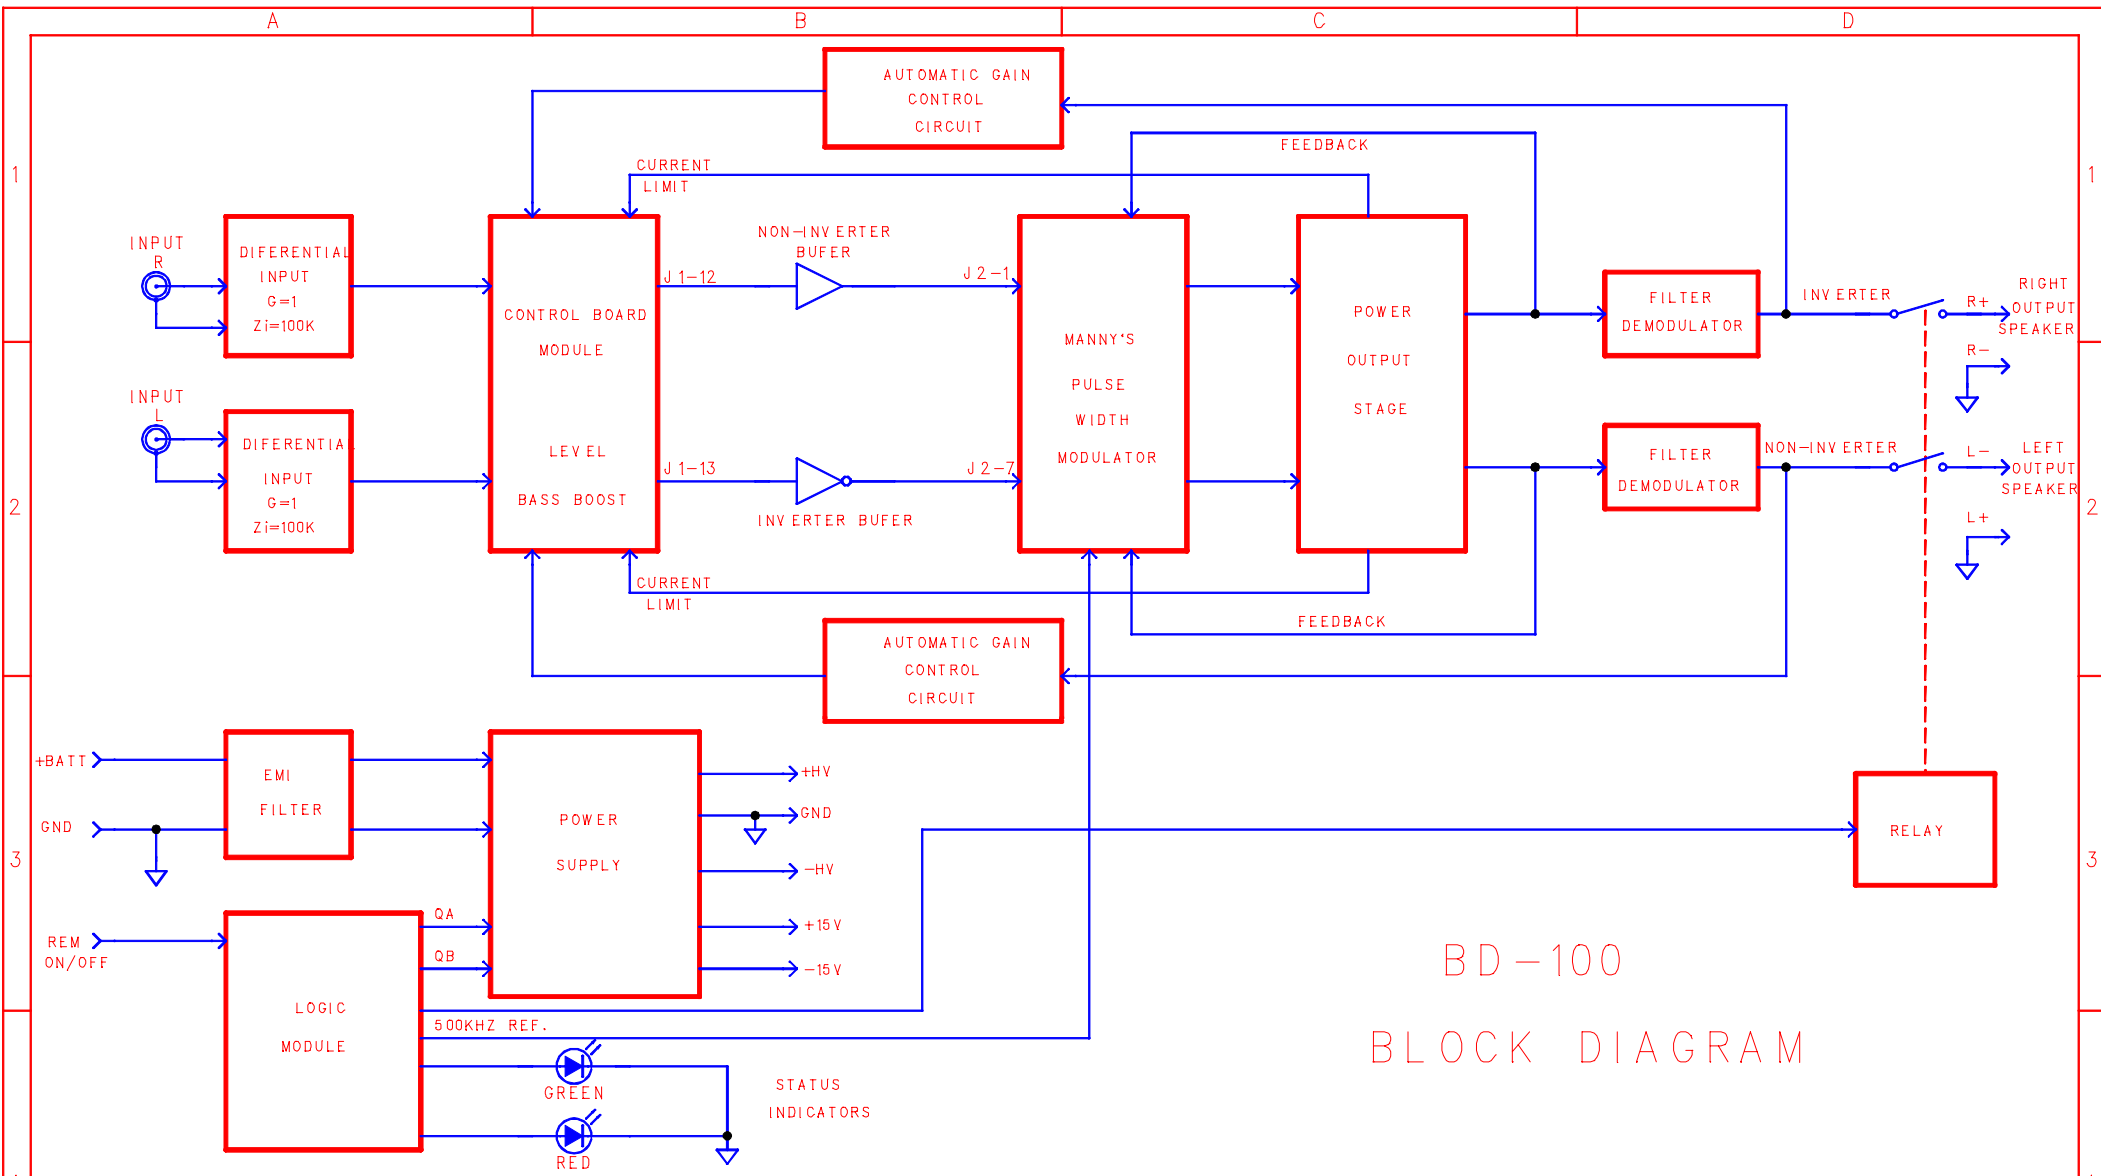 A
B
C
D
1
1
2
2
3
3
AUTOMATIC GAIN
CONTROL
CIRCUIT
FEEDBACK
CURRENT
LIMIT
INPUT
R
DIFERENTIAL
INPUT
G=1
Zi=100K
NON-INVERTER
BUFER
J1-12
J2-1
CONTROL BOARD
MODULE
LEVEL
BASS BOOST
MANNY'S
PULSE
WIDTH
MODULATOR
POWER
OUTPUT
STAGE
FILTER
DEMODULATOR
INVERTER
R+
RIGHT
OUTPUT
SPEAKER
R-
INPUT
L
DIFERENTIAL
INPUT
G=1
Zi=100K
J1-13
J2-7
INVERTER BUFER
FILTER
DEMODULATOR
NON-INVERTER
L-
LEFT
OUTPUT
SPEAKER
L+
CURRENT
LIMIT
FEEDBACK
AUTOMATIC GAIN
CONTROL
CIRCUIT
+BATT
GND
EMI
FILTER
POWER
SUPPLY
+HV
GND
-HV
+15V
-15V
RELAY
REM
ON/OFF
QA
QB
LOGIC
MODULE
500KHZ REF.
GREEN
RED
STATUS
INDICATORS
BD-100
BLOCK DIAGRAM